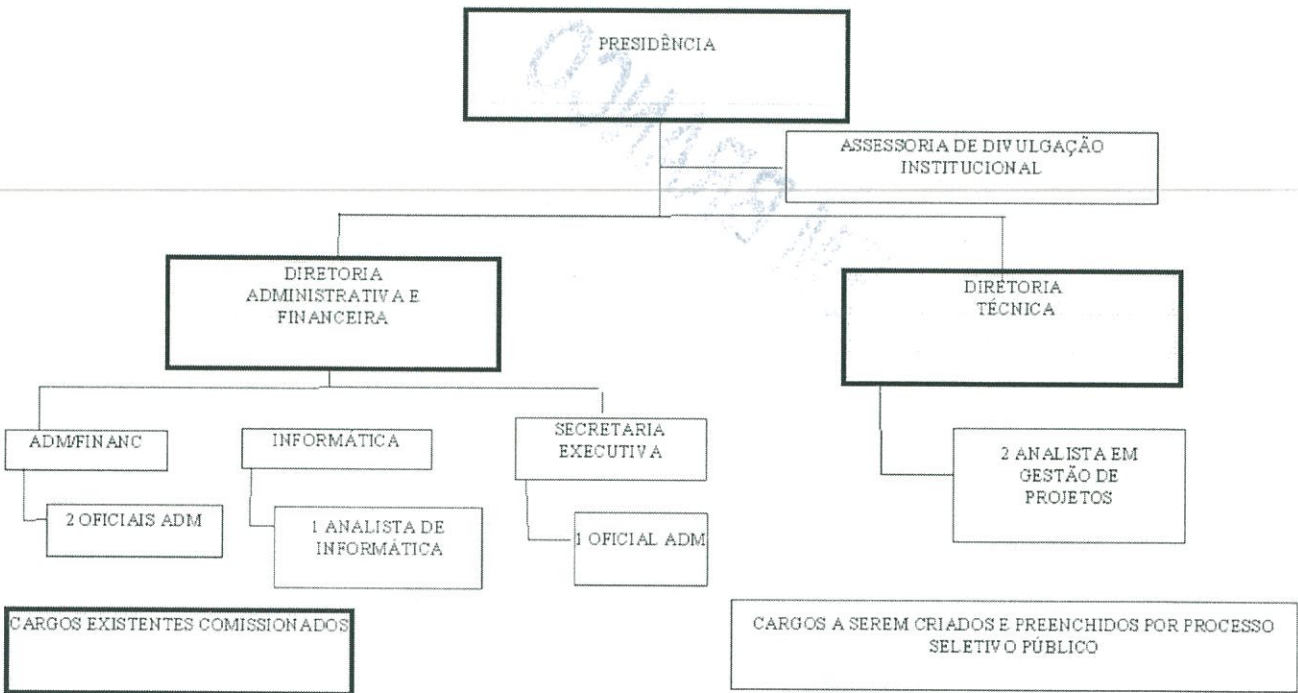 PRESIDÊNCIA
ASSESSORIA DE DIVULGAÇÃO
INSTITUCIONAL
DIRETORIA
ADMINISTRATIVA E
FINANCEIRA
DIRETORIA
TÉCNICA
ADM/FINANC
INFORMÁTICA
SECRETARIA
EXECUTIVA
2 OFICIAIS ADM
1 ANALISTA DE
INFORMÁTICA
1 OFICIAL ADM
2 ANALISTA EM
GESTÃO DE
PROJETOS
CARGOS EXISTENTES COMISSIONADOS
CARGOS A SEREM CRIADOS E PREENCHIDOS POR PROCESSO
SELETIVO PÚBLICO